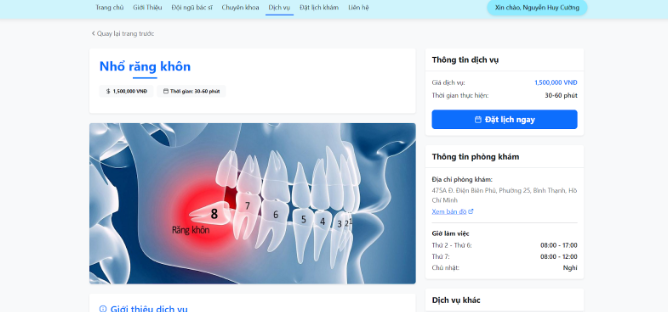 Trang chủ Giới Thiệu Đội ngũ bác sĩ Chuyên khoa Dịch vụ Đặt lịch khám Liên hệ Xin chào, Nguyễn Huy Cường
Quay lại trang trước
Nhổ răng khôn
$ 1,500,000 VNĐ Thời gian: 30-60 phút
8 7 6 5 4 3 2 1
Răng khôn
Giới thiệu dịch vụ
Thông tin dịch vụ
Giá dịch vụ: 1,500,000 VNĐ
Thời gian thực hiện: 30-60 phút
Đặt lịch ngay
Thông tin phòng khám
Địa chỉ phòng khám:
475A Đ. Điện Biên Phủ, Phường 25, Bình Thạnh, Hồ
Chí Minh
Xem bản đồ
Giờ làm việc
Thứ 2 - Thứ 6: 08:00 - 17:00
Thứ 7: 08:00 - 12:00
Chủ nhật: Nghỉ
Dịch vụ khác